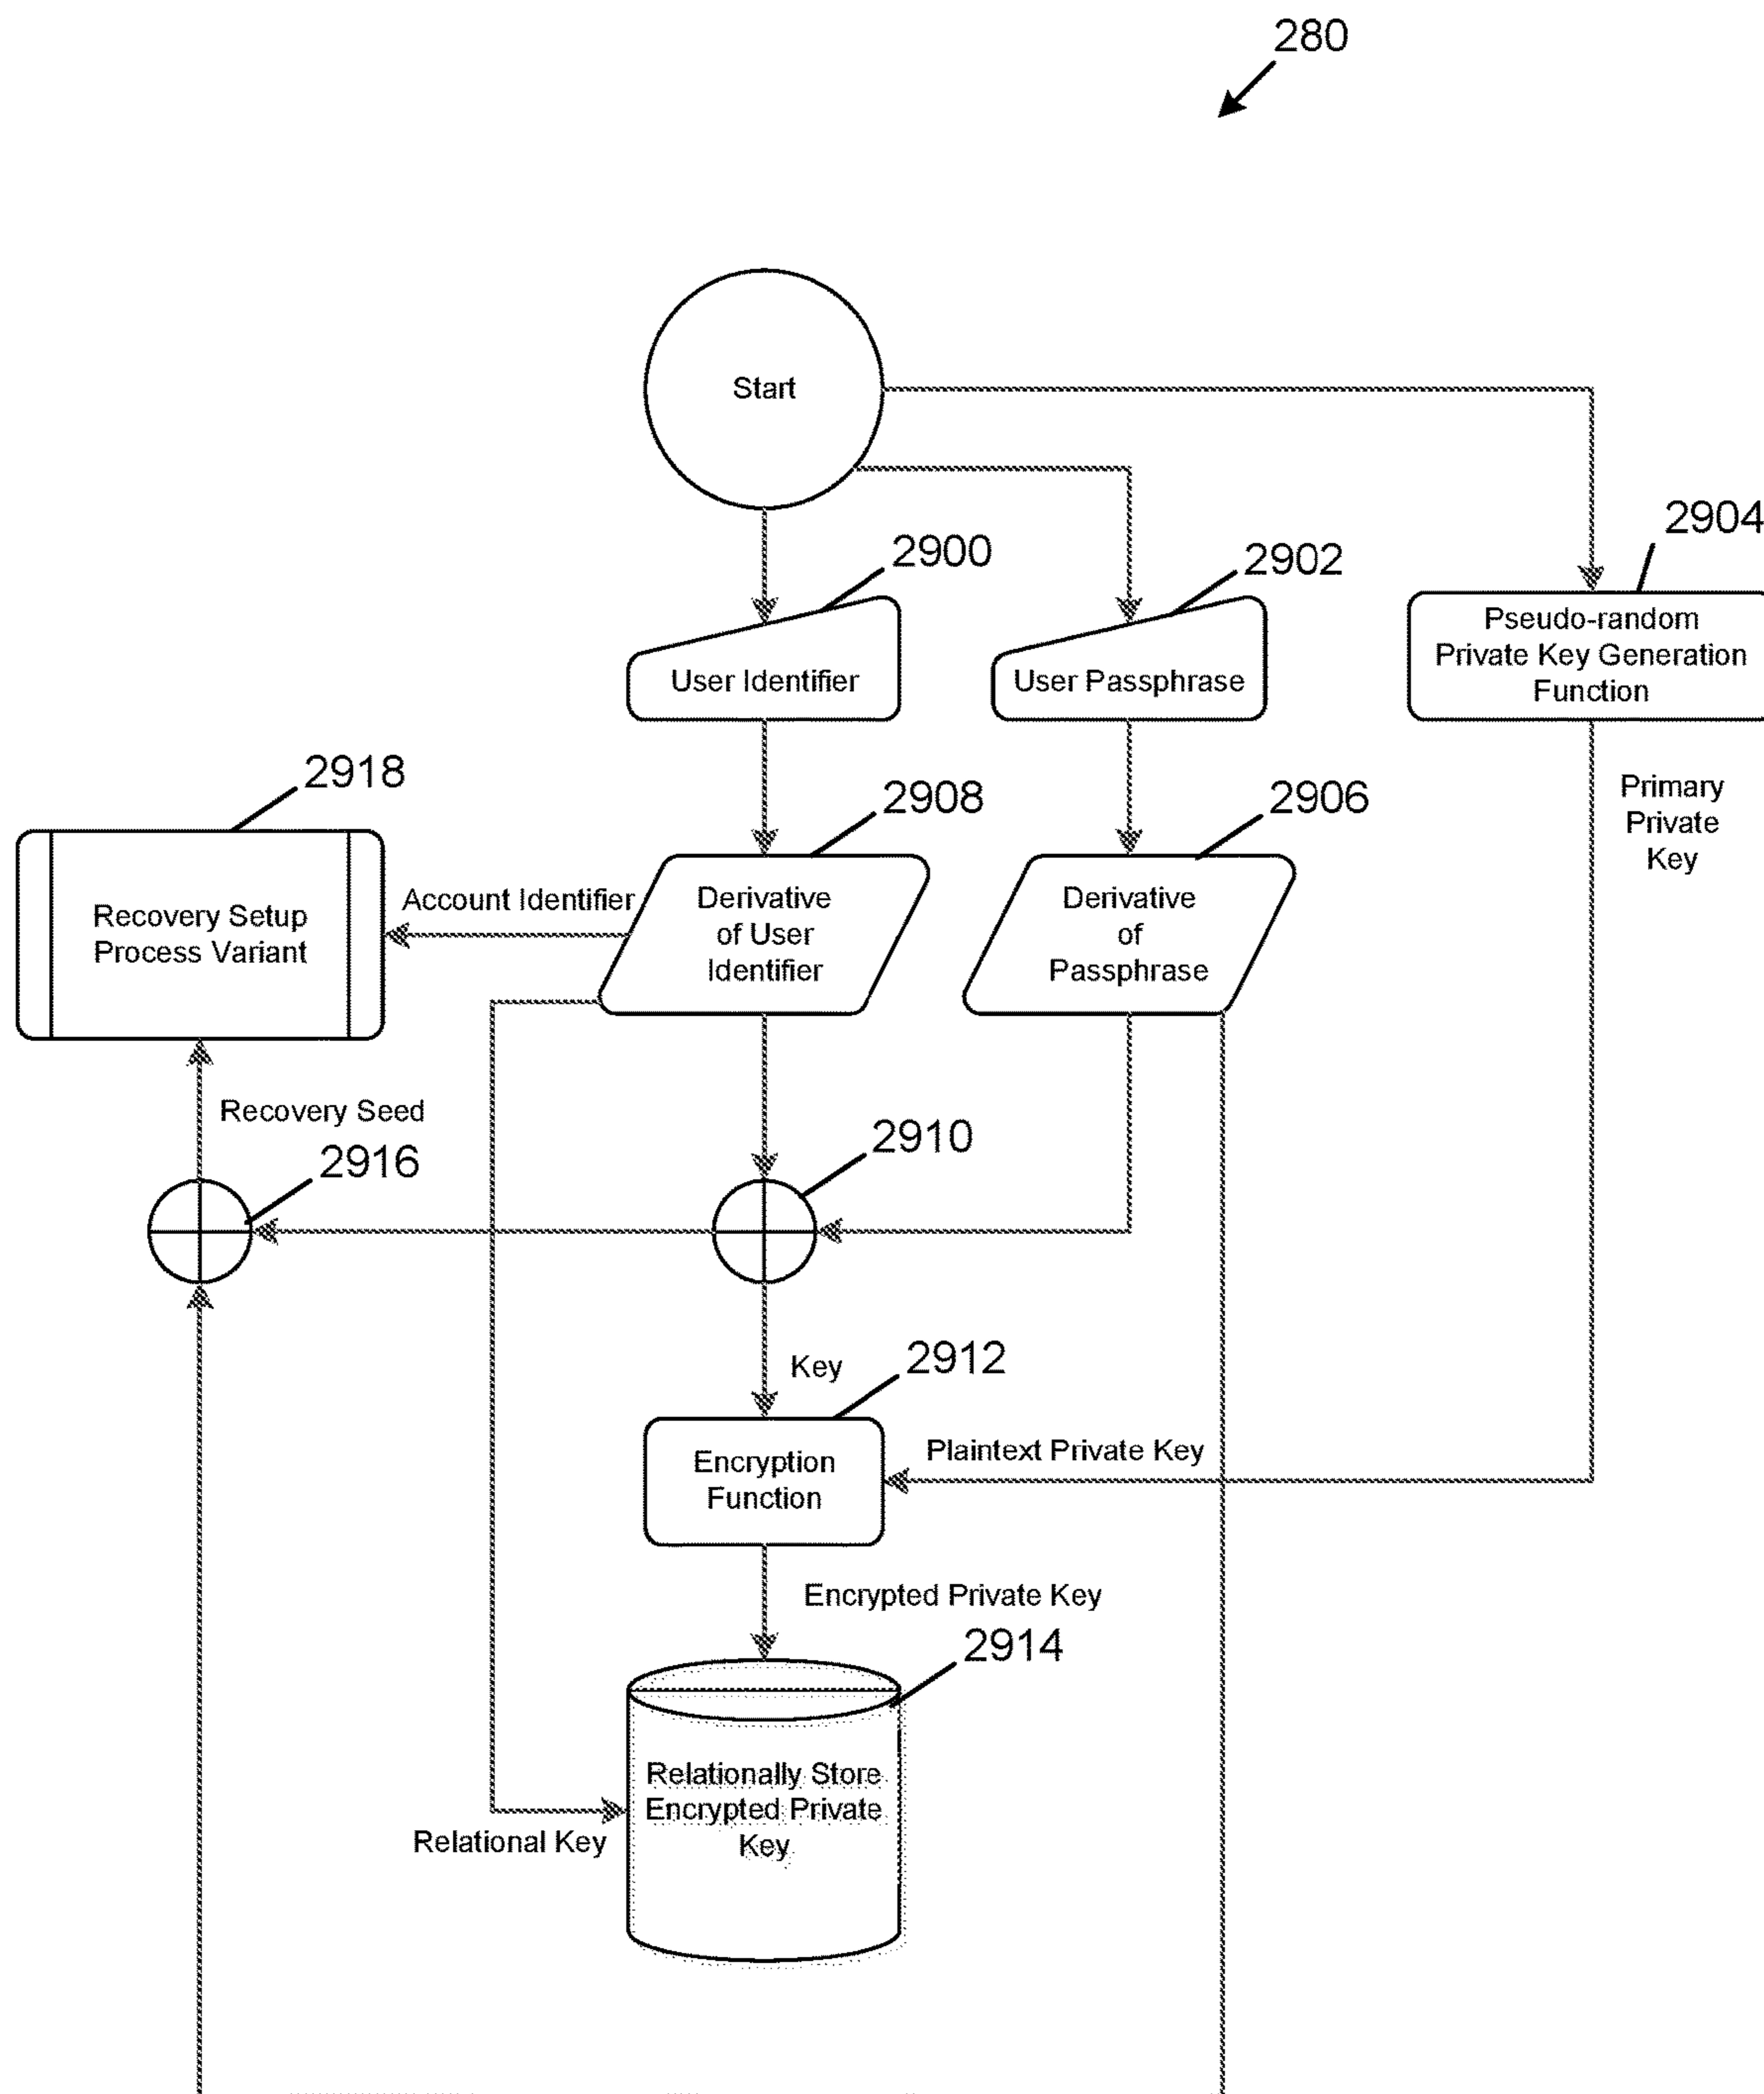 280
Start
2904
2900
2902
Pseudo-random
Private Key Generation
Function
User Identifier
User Passphrase
2918
2908
2906
Primary
Private
Key
Account Identifier
Derivative
of User
Identifier
Derivative
of
Passphrase
Recovery Setup
Process Variant
Recovery Seed
2916
2910
Key
2912
Plaintext Private Key
Encryption
Function
Encrypted Private Key
2914
Relationally Store
Encrypted Private
Key
Relational Key